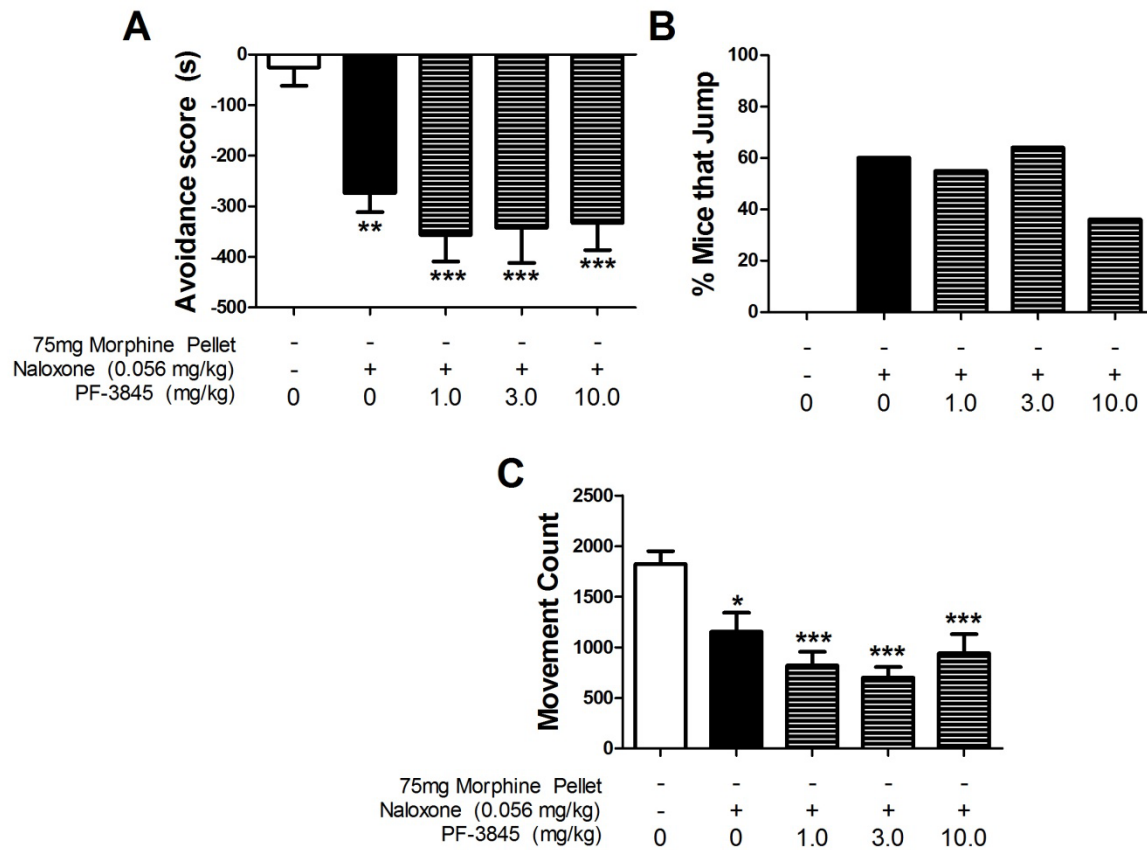 A
Avoidance score (s)
0
-100
-200
-300
-400
-500
**
***
***
***
75mg Morphine Pellet - - - - -
Naloxone (0.056 mg/kg) - + + + +
PF-3845 (mg/kg) 0 0 1.0 3.0 10.0
B
% Mice that Jump
100
80
60
40
20
0
- - - - -
- + + + +
0 0 1.0 3.0 10.0
C
Movement Count
2500
2000
1500
1000
500
0
*
***
***
***
75mg Morphine Pellet - - - - -
Naloxone (0.056 mg/kg) - + + + +
PF-3845 (mg/kg) 0 0 1.0 3.0 10.0